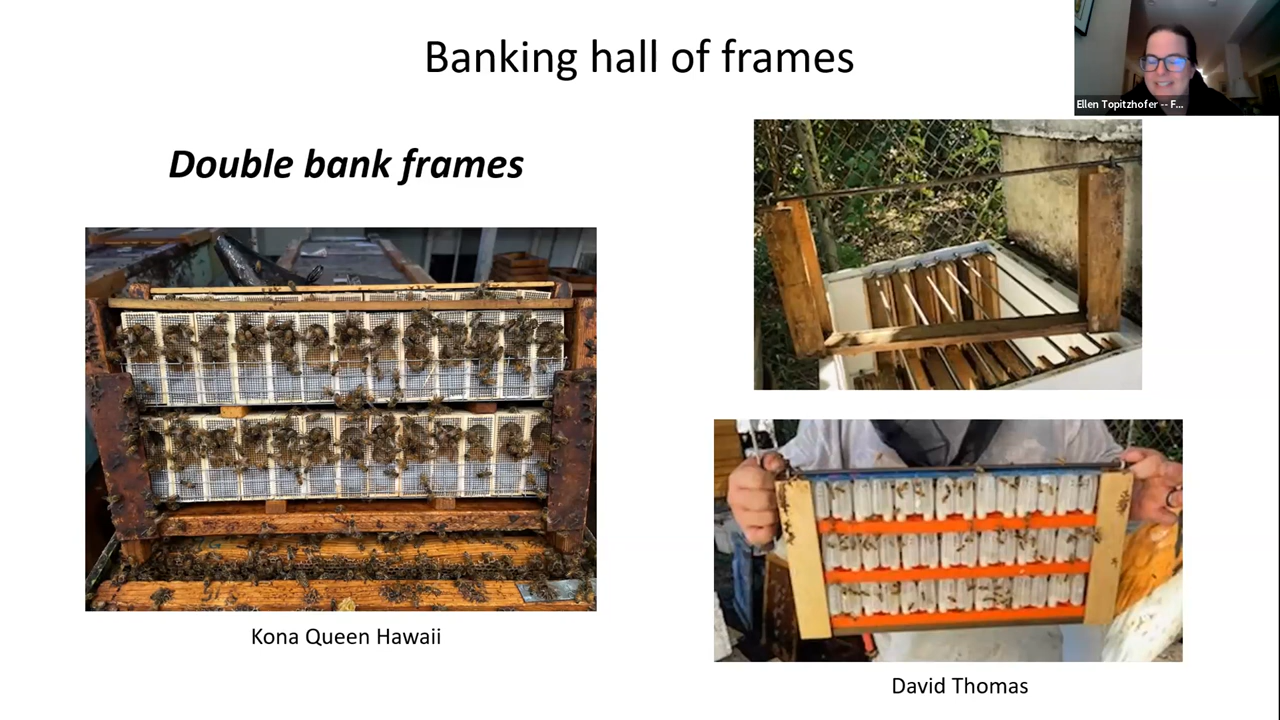 Banking hall of frames
Ellen Topitzhofer -- F...
Double bank frames
Kona Queen Hawaii
David Thomas